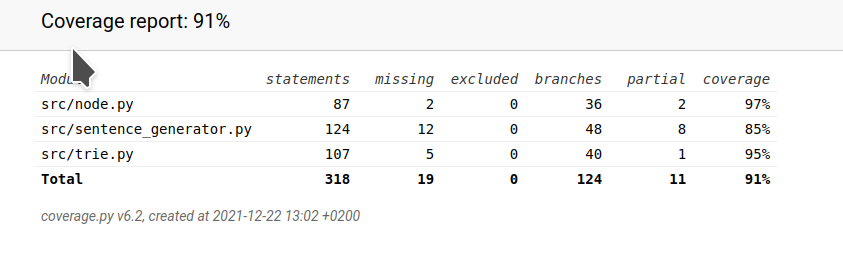 Coverage report: 91%
statements missing excluded branches partial coverage
src/node.py 87 2 0 36 2 97%
src/sentence_generator.py 124 12 0 48 8 85%
src/trie.py 107 5 0 40 1 95%
Total 318 19 0 124 11 91%
coverage.py v6.2, created at 2021-12-22 13:02 +0200